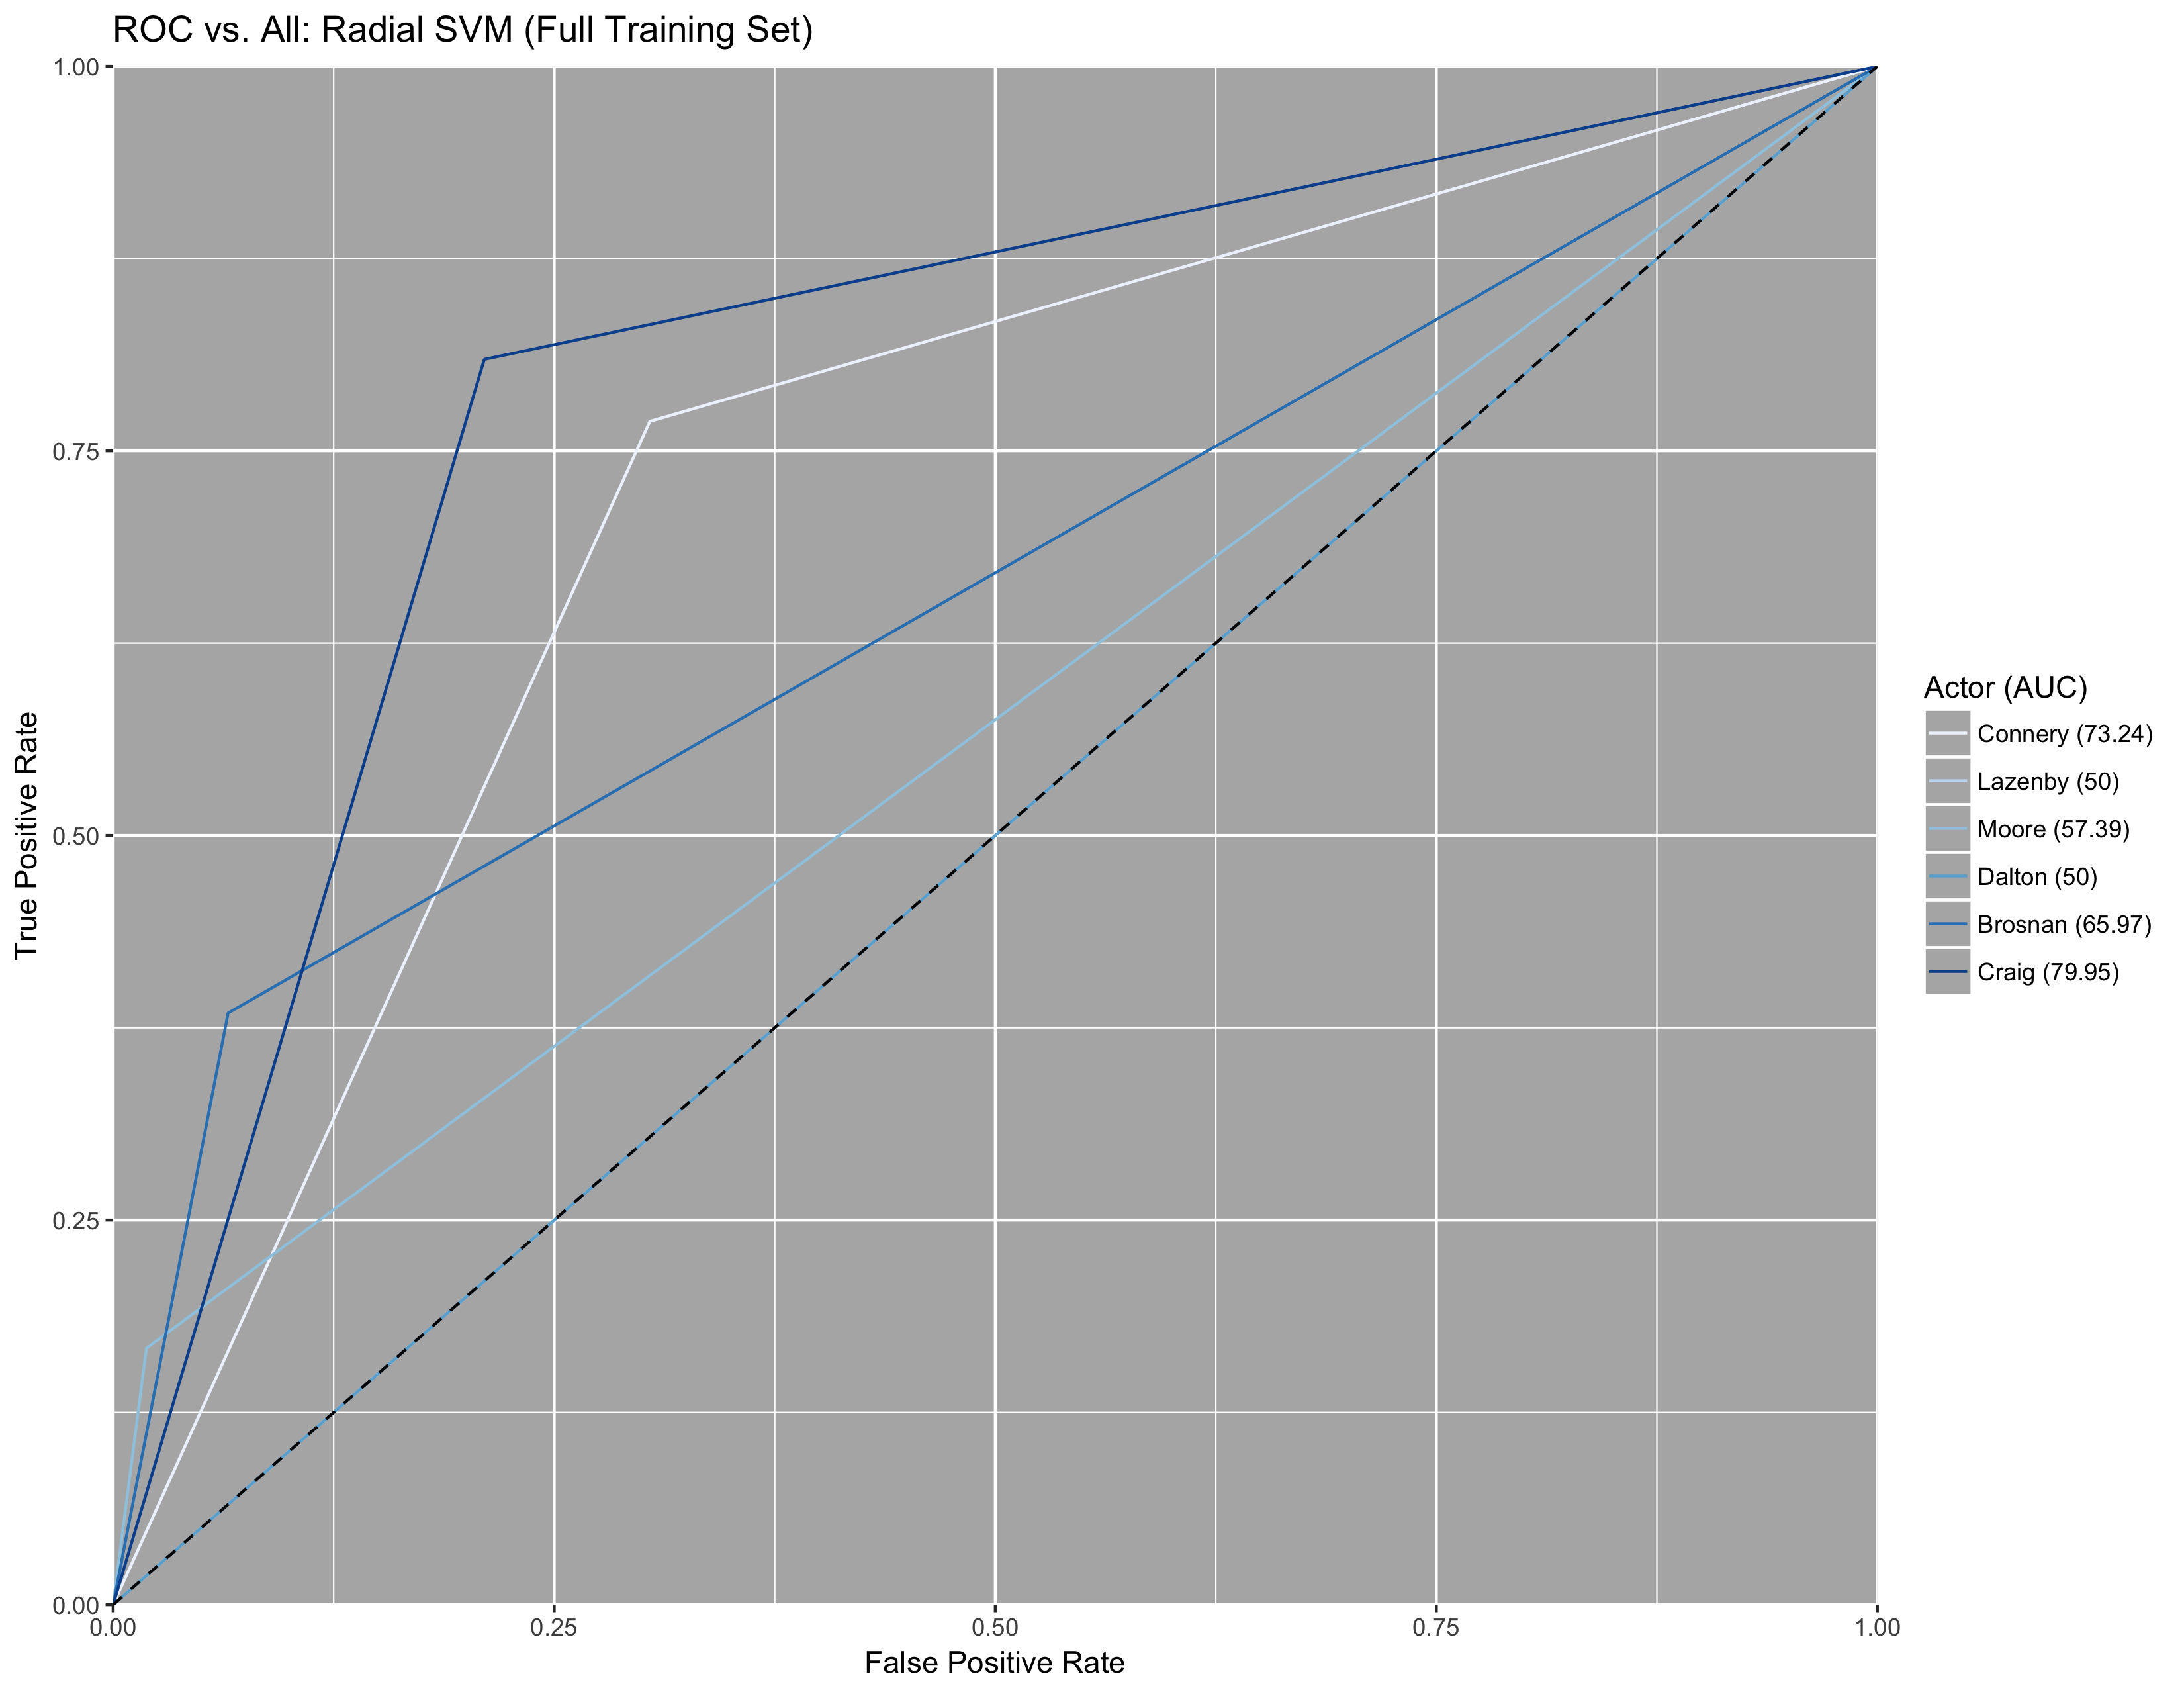 ROC vs. All: Radial SVM (Full Training Set)
1.00
0.75
0.50
0.25
0.00
True Positive Rate
0.00 0.25 0.50 0.75 1.00
False Positive Rate
Actor (AUC)
Connery (73.24)
Lazenby (50)
Moore (57.39)
Dalton (50)
Brosnan (65.97)
Craig (79.95)